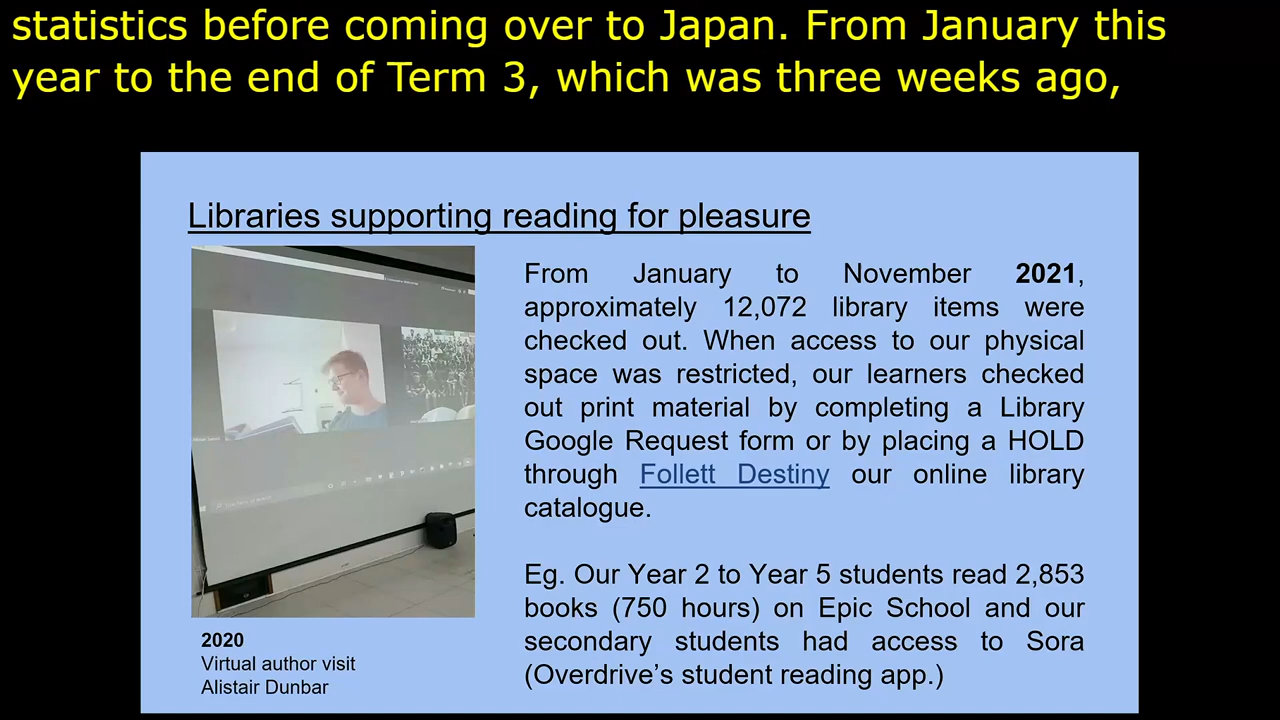 statistics before coming over to Japan. From January this
year to the end of Term 3, which was three weeks ago,
Libraries supporting reading for pleasure
From January to November 2021,
approximately 12,072 library items were
checked out. When access to our physical
space was restricted, our learners checked
out print material by completing a Library
Google Request form or by placing a HOLD
through Follett Destiny our online library
catalogue.
Eg. Our Year 2 to Year 5 students read 2,853
books (750 hours) on Epic School and our
secondary students had access to Sora
(Overdrive's student reading app.)
2020
Virtual author visit
Alistair Dunbar